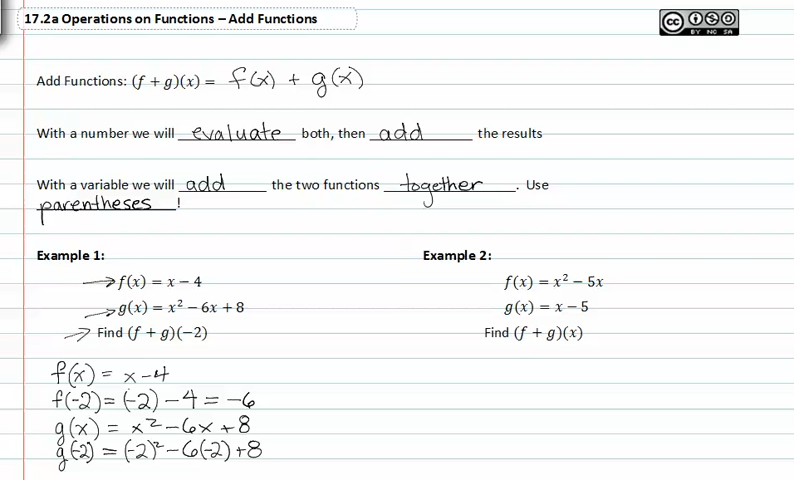 17.2a Operations on Functions – Add Functions
BY NC SA
Add Functions: (f + g)(x) = f(x) + g(x)
With a number we will evaluate both, then add the results
With a variable we will add the two functions together. Use
parentheses!
Example 1:
f(x) = x − 4
g(x) = x² − 6x + 8
Find (f + g)(−2)
f(x) = x − 4
f(-2) = (-2) − 4 = −6
g(x) = x² − 6x + 8
g(-2) = (-2)² − 6(-2) + 8
Example 2:
f(x) = x² − 5x
g(x) = x − 5
Find (f + g)(x)